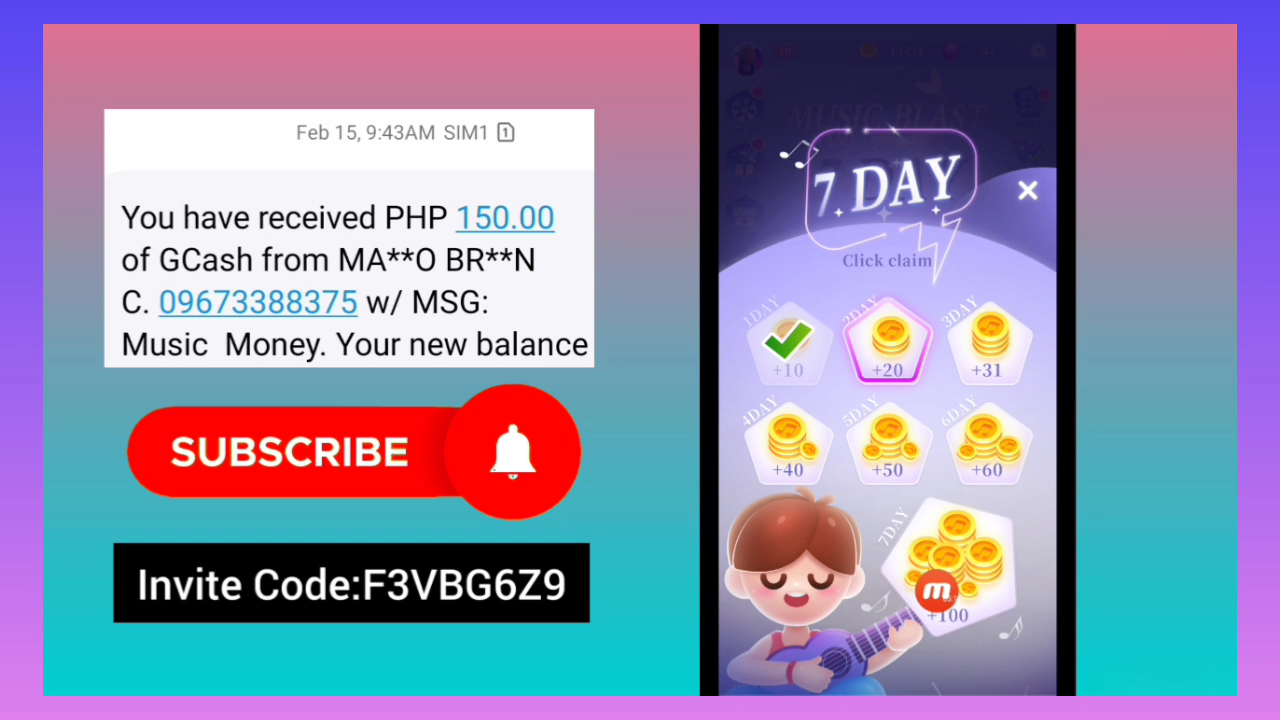 Feb 15, 9:43AM SIM1
You have received PHP 150.00
of GCash from MA**O BR**N
C. 09673388375 w/ MSG:
Music Money. Your new balance
SUBSCRIBE
Invite Code:F3VBG6Z9
MUSIC BLAST
7 DAY
Click claim
1DAY
+10
2DAY
+20
3DAY
+31
4DAY
+40
5DAY
+50
6DAY
+60
7DAY
+100